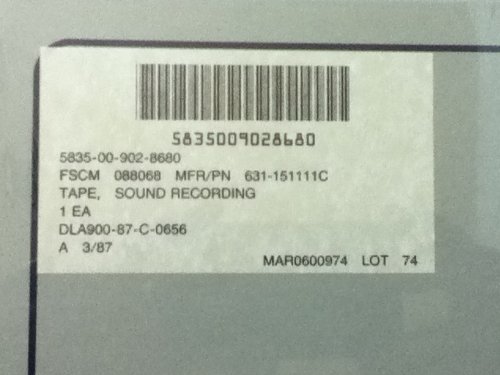 5835009028680
5835-00-902-8680
FSCM 088068 MFR/PN 631-151111C
TAPE, SOUND RECORDING
1 EA
DLA900-87-C-0656
A 3/87
MAR0600974 LOT 74